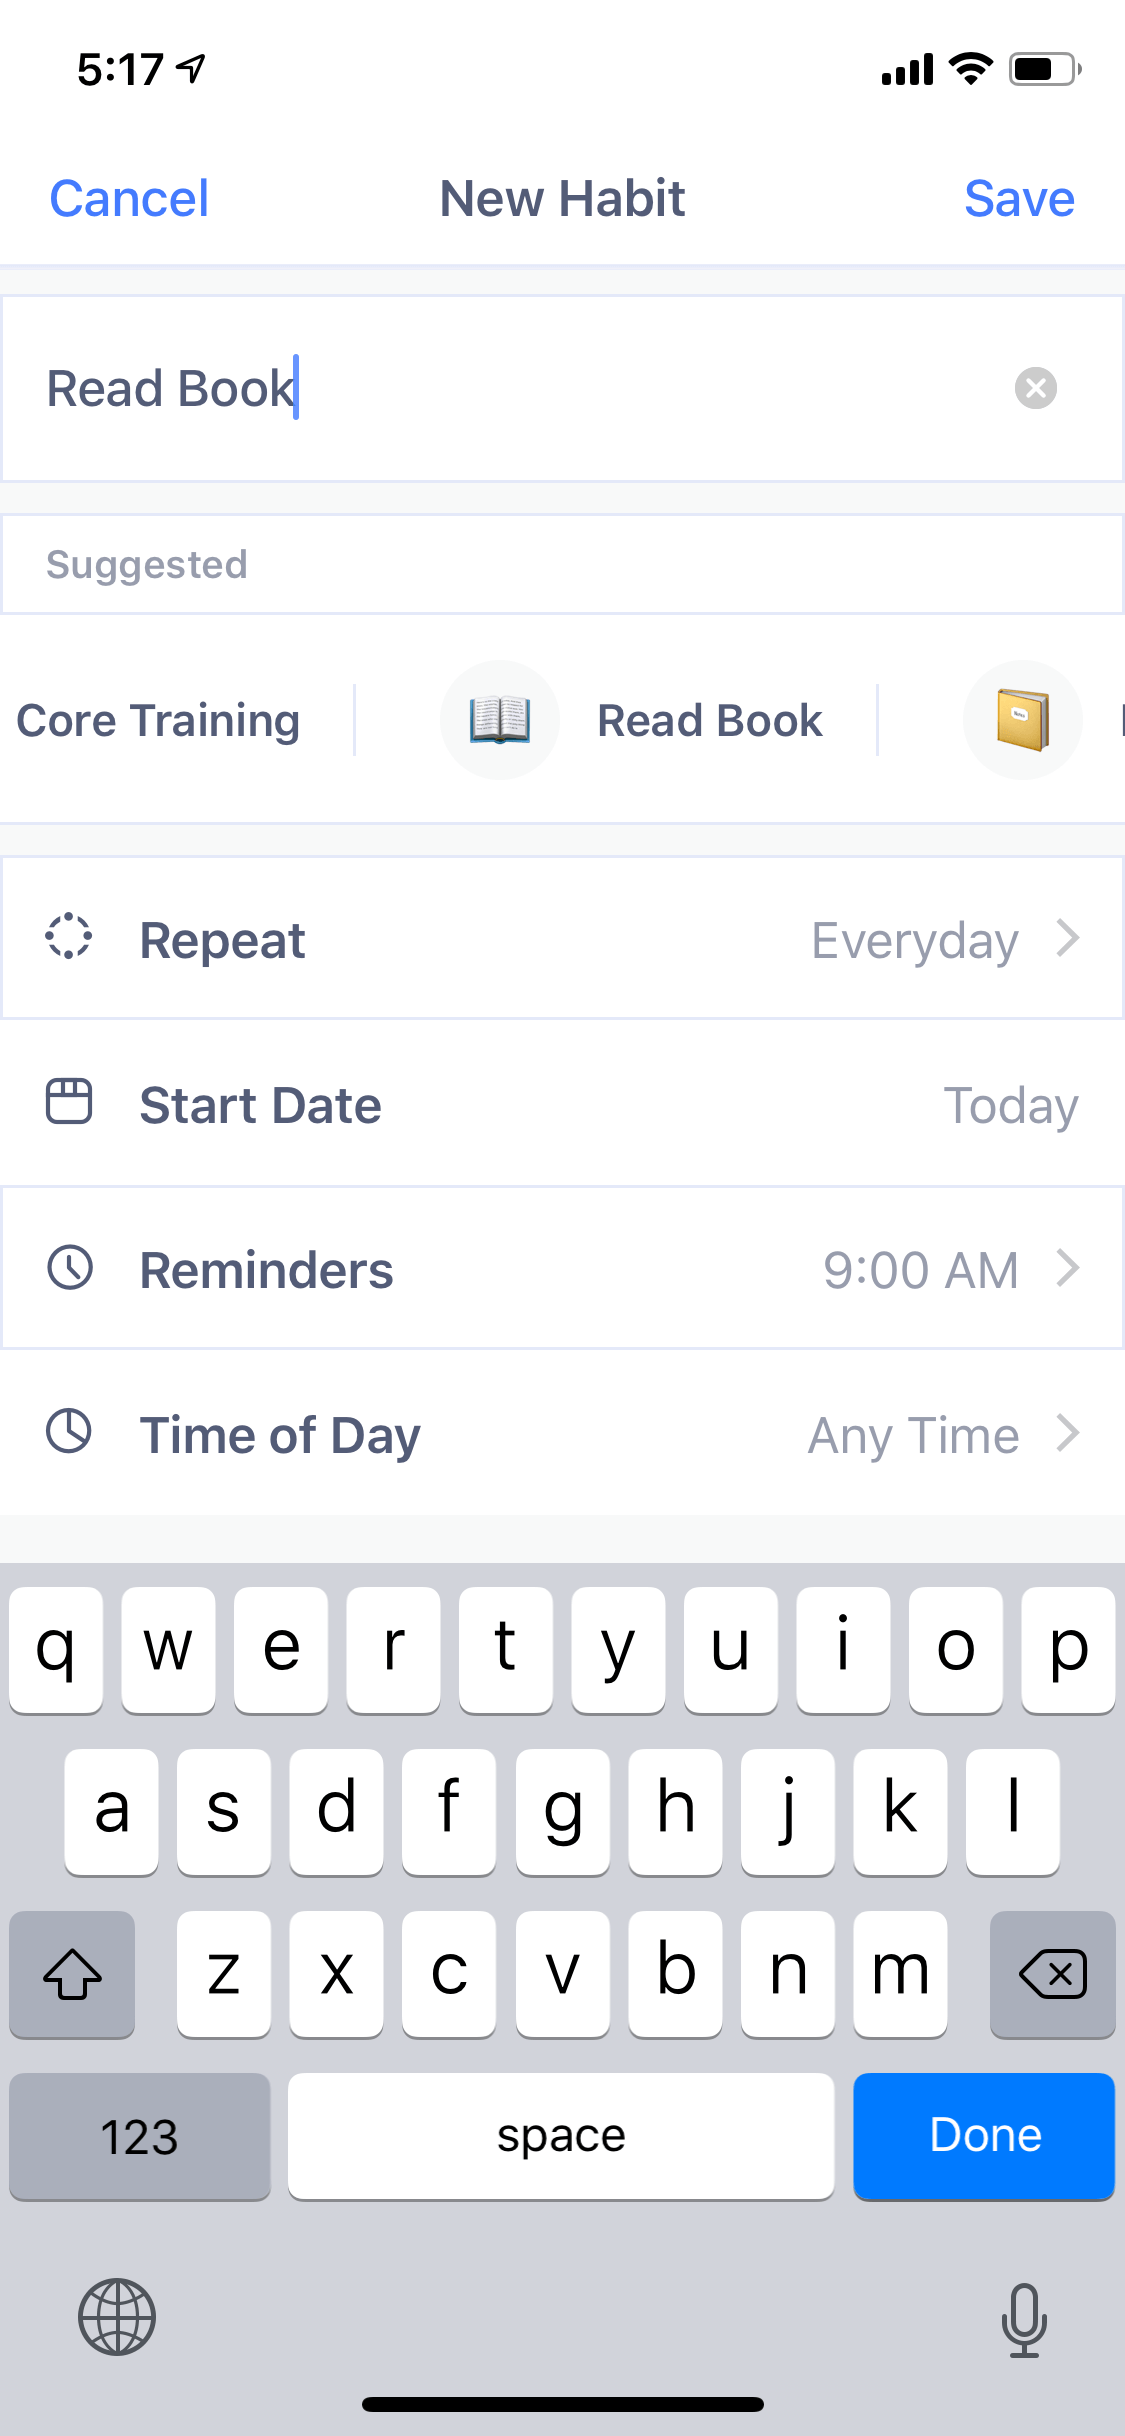 5:17
Cancel New Habit Save
Read Book
Suggested
Core Training Read Book
Repeat Everyday
Start Date Today
Reminders 9:00 AM
Time of Day Any Time
q w e r t y u i o p
a s d f g h j k l
z x c v b n m
123 space Done